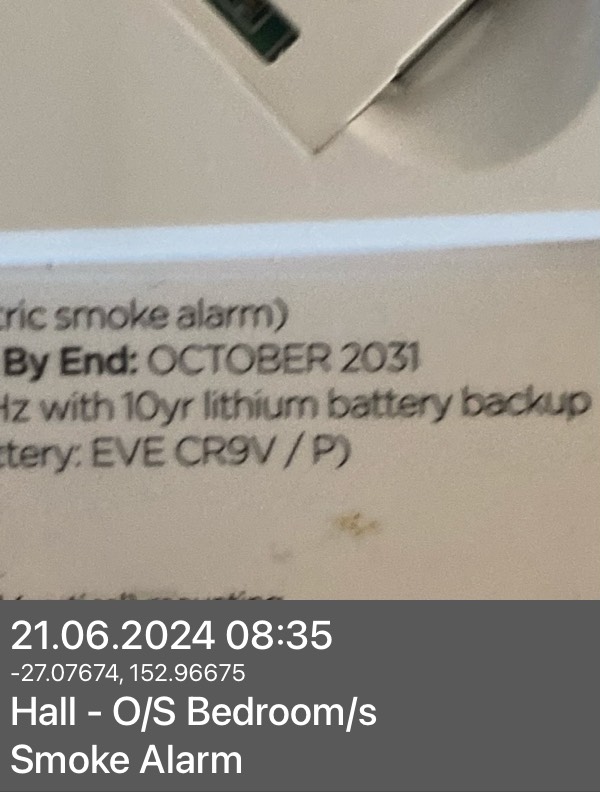 tric smoke alarm)
By End: OCTOBER 2031
Hz with 10yr lithium battery backup
ttery: EVE CR9V / P)
21.06.2024 08:35
-27.07674, 152.96675
Hall - O/S Bedroom/s
Smoke Alarm